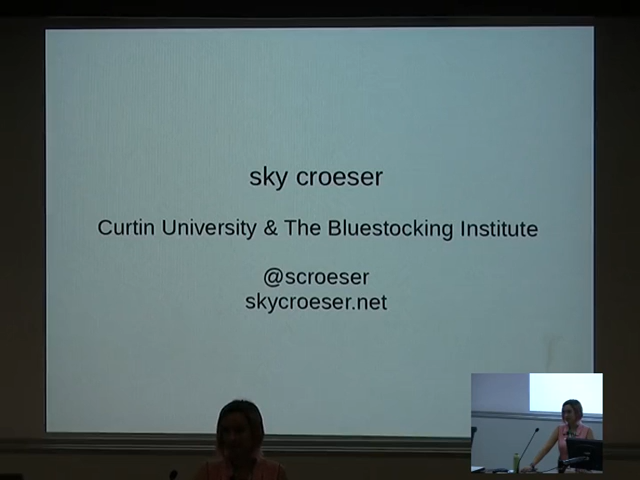 sky croeser
Curtin University & The Bluestocking Institute
@scroeser
skycroeser.net